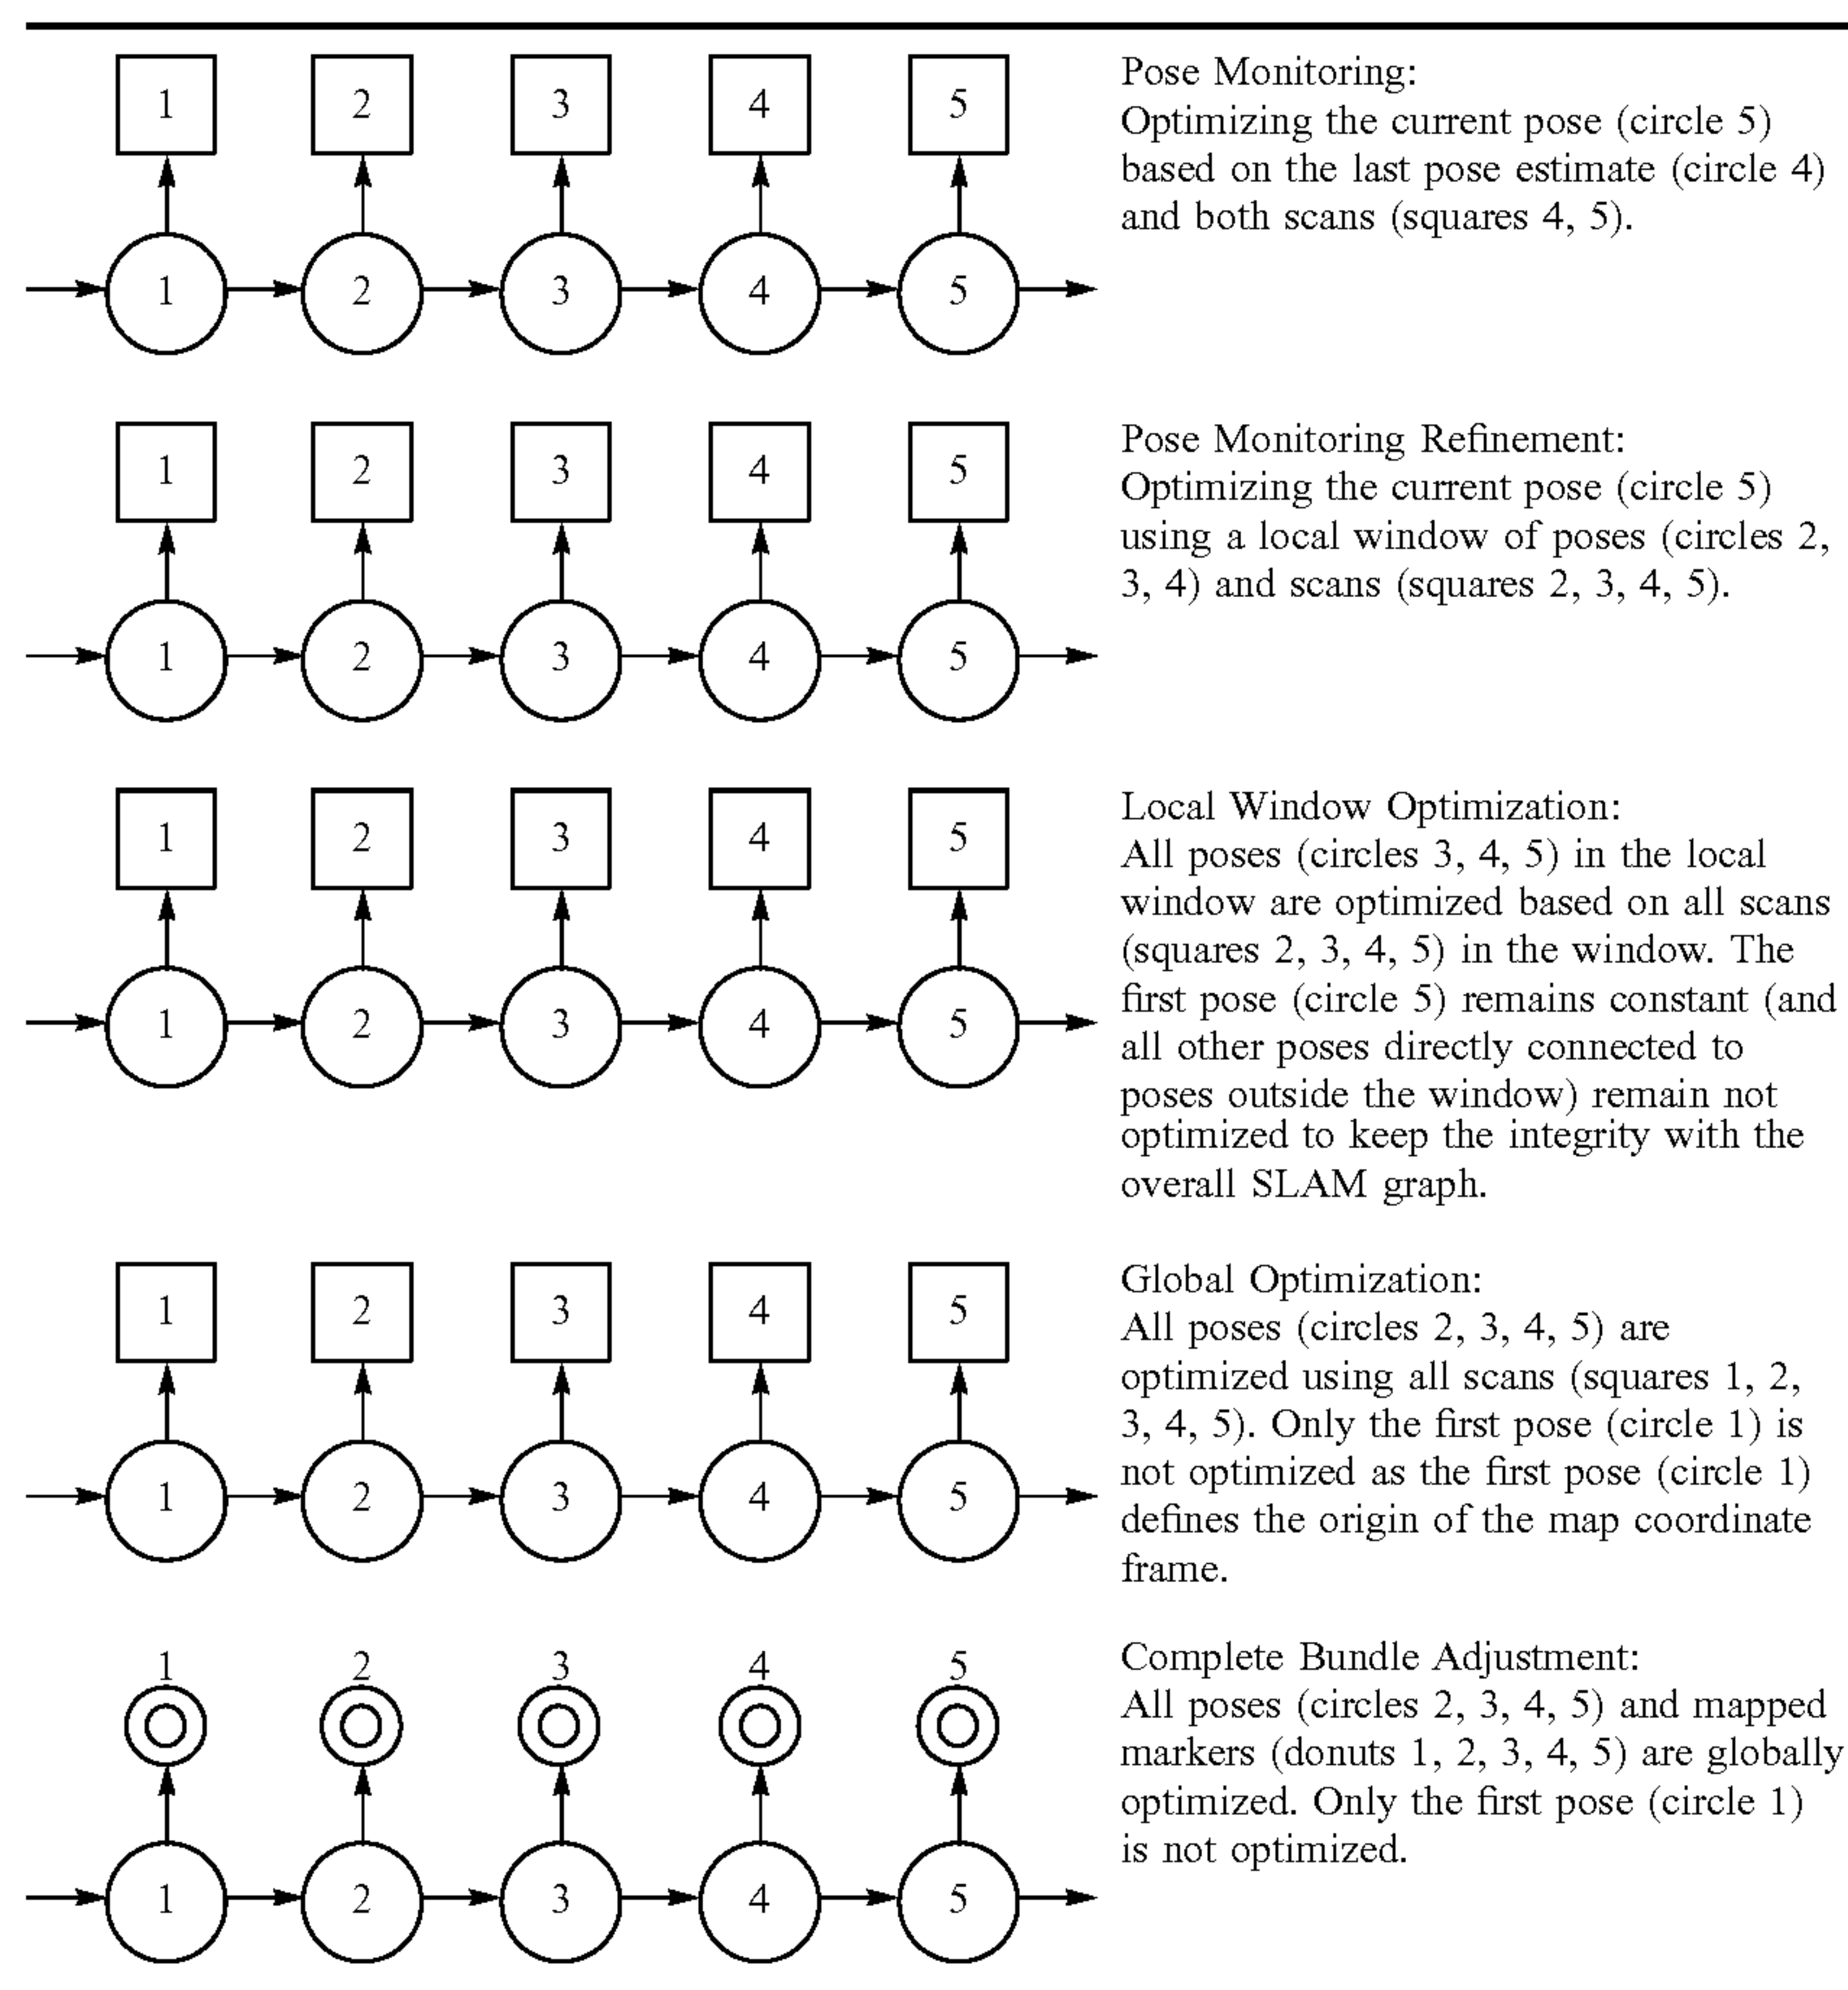 1 2 3 4 5
1 2 3 4 5
Pose Monitoring:
Optimizing the current pose (circle 5)
based on the last pose estimate (circle 4)
and both scans (squares 4, 5).
1 2 3 4 5
1 2 3 4 5
Pose Monitoring Refinement:
Optimizing the current pose (circle 5)
using a local window of poses (circles 2,
3, 4) and scans (squares 2, 3, 4, 5).
1 2 3 4 5
1 2 3 4 5
Local Window Optimization:
All poses (circles 3, 4, 5) in the local
window are optimized based on all scans
(squares 2, 3, 4, 5) in the window. The
first pose (circle 5) remains constant (and
all other poses directly connected to
poses outside the window) remain not
optimized to keep the integrity with the
overall SLAM graph.
1 2 3 4 5
1 2 3 4 5
Global Optimization:
All poses (circles 2, 3, 4, 5) are
optimized using all scans (squares 1, 2,
3, 4, 5). Only the first pose (circle 1) is
not optimized as the first pose (circle 1)
defines the origin of the map coordinate
frame.
1 2 3 4 5
1 2 3 4 5
Complete Bundle Adjustment:
All poses (circles 2, 3, 4, 5) and mapped
markers (donuts 1, 2, 3, 4, 5) are globally
optimized. Only the first pose (circle 1)
is not optimized.